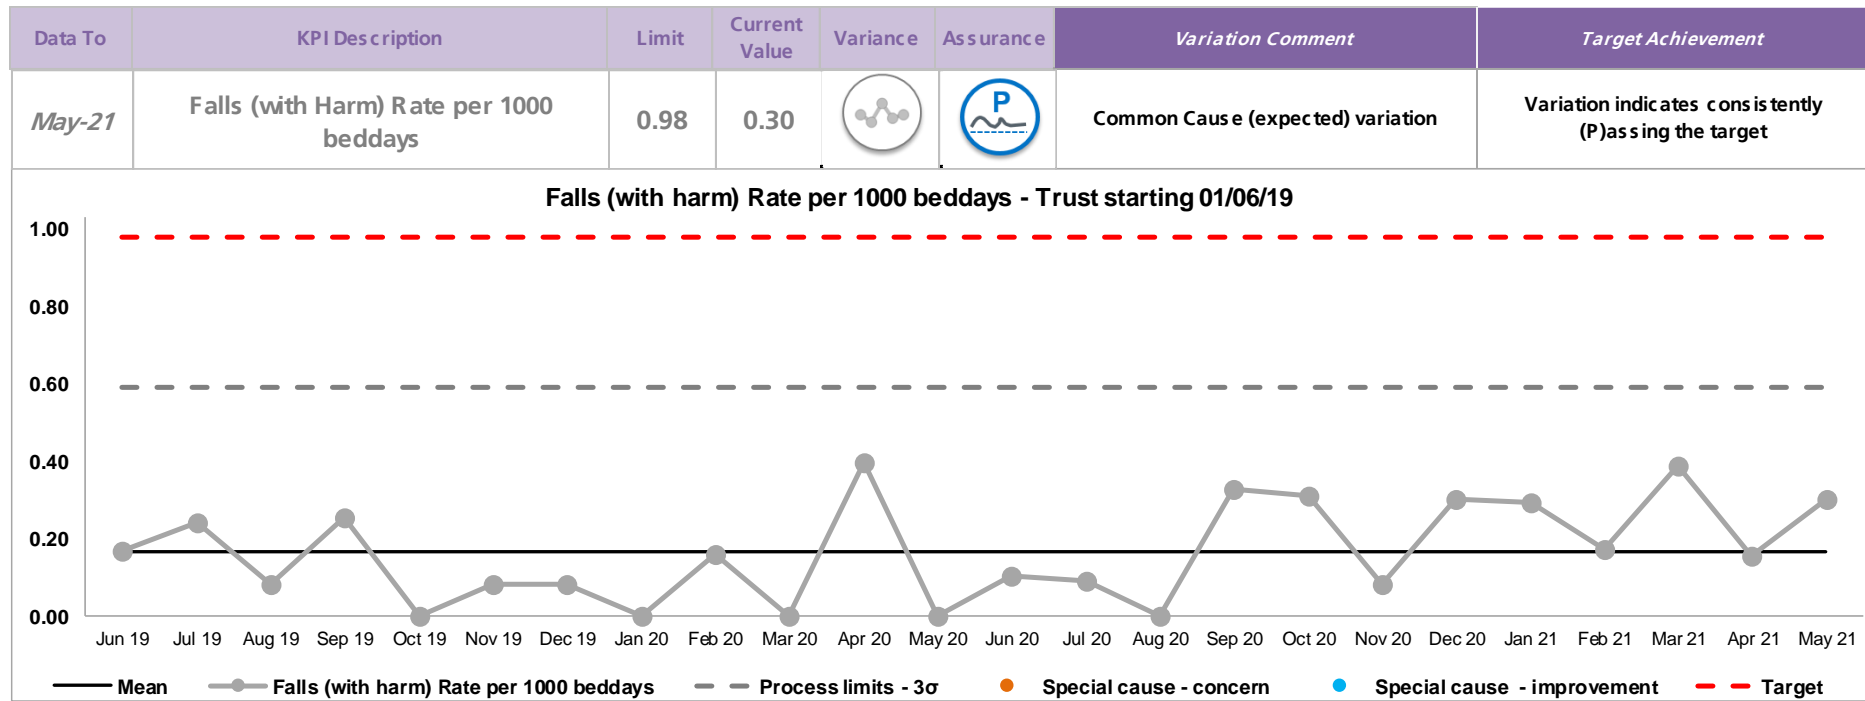 Data To
KPI Description
Limit
Current
Value
Variance
Assurance
Variation Comment
Target Achievement
May-21
Falls (with Harm) Rate per 1000
beddays
0.98
0.30
P
Common Cause (expected) variation
Variation indicates consistently
(P)assing the target
Falls (with harm) Rate per 1000 beddays - Trust starting 01/06/19
1.00
0.80
0.60
0.40
0.20
0.00
Jun 19 Jul 19 Aug 19 Sep 19 Oct 19 Nov 19 Dec 19 Jan 20 Feb 20 Mar 20 Apr 20 May 20 Jun 20 Jul 20 Aug 20 Sep 20 Oct 20 Nov 20 Dec 20 Jan 21 Feb 21 Mar 21 Apr 21 May 21
Mean Falls (with harm) Rate per 1000 beddays Process limits - 3σ Special cause - concern Special cause - improvement Target